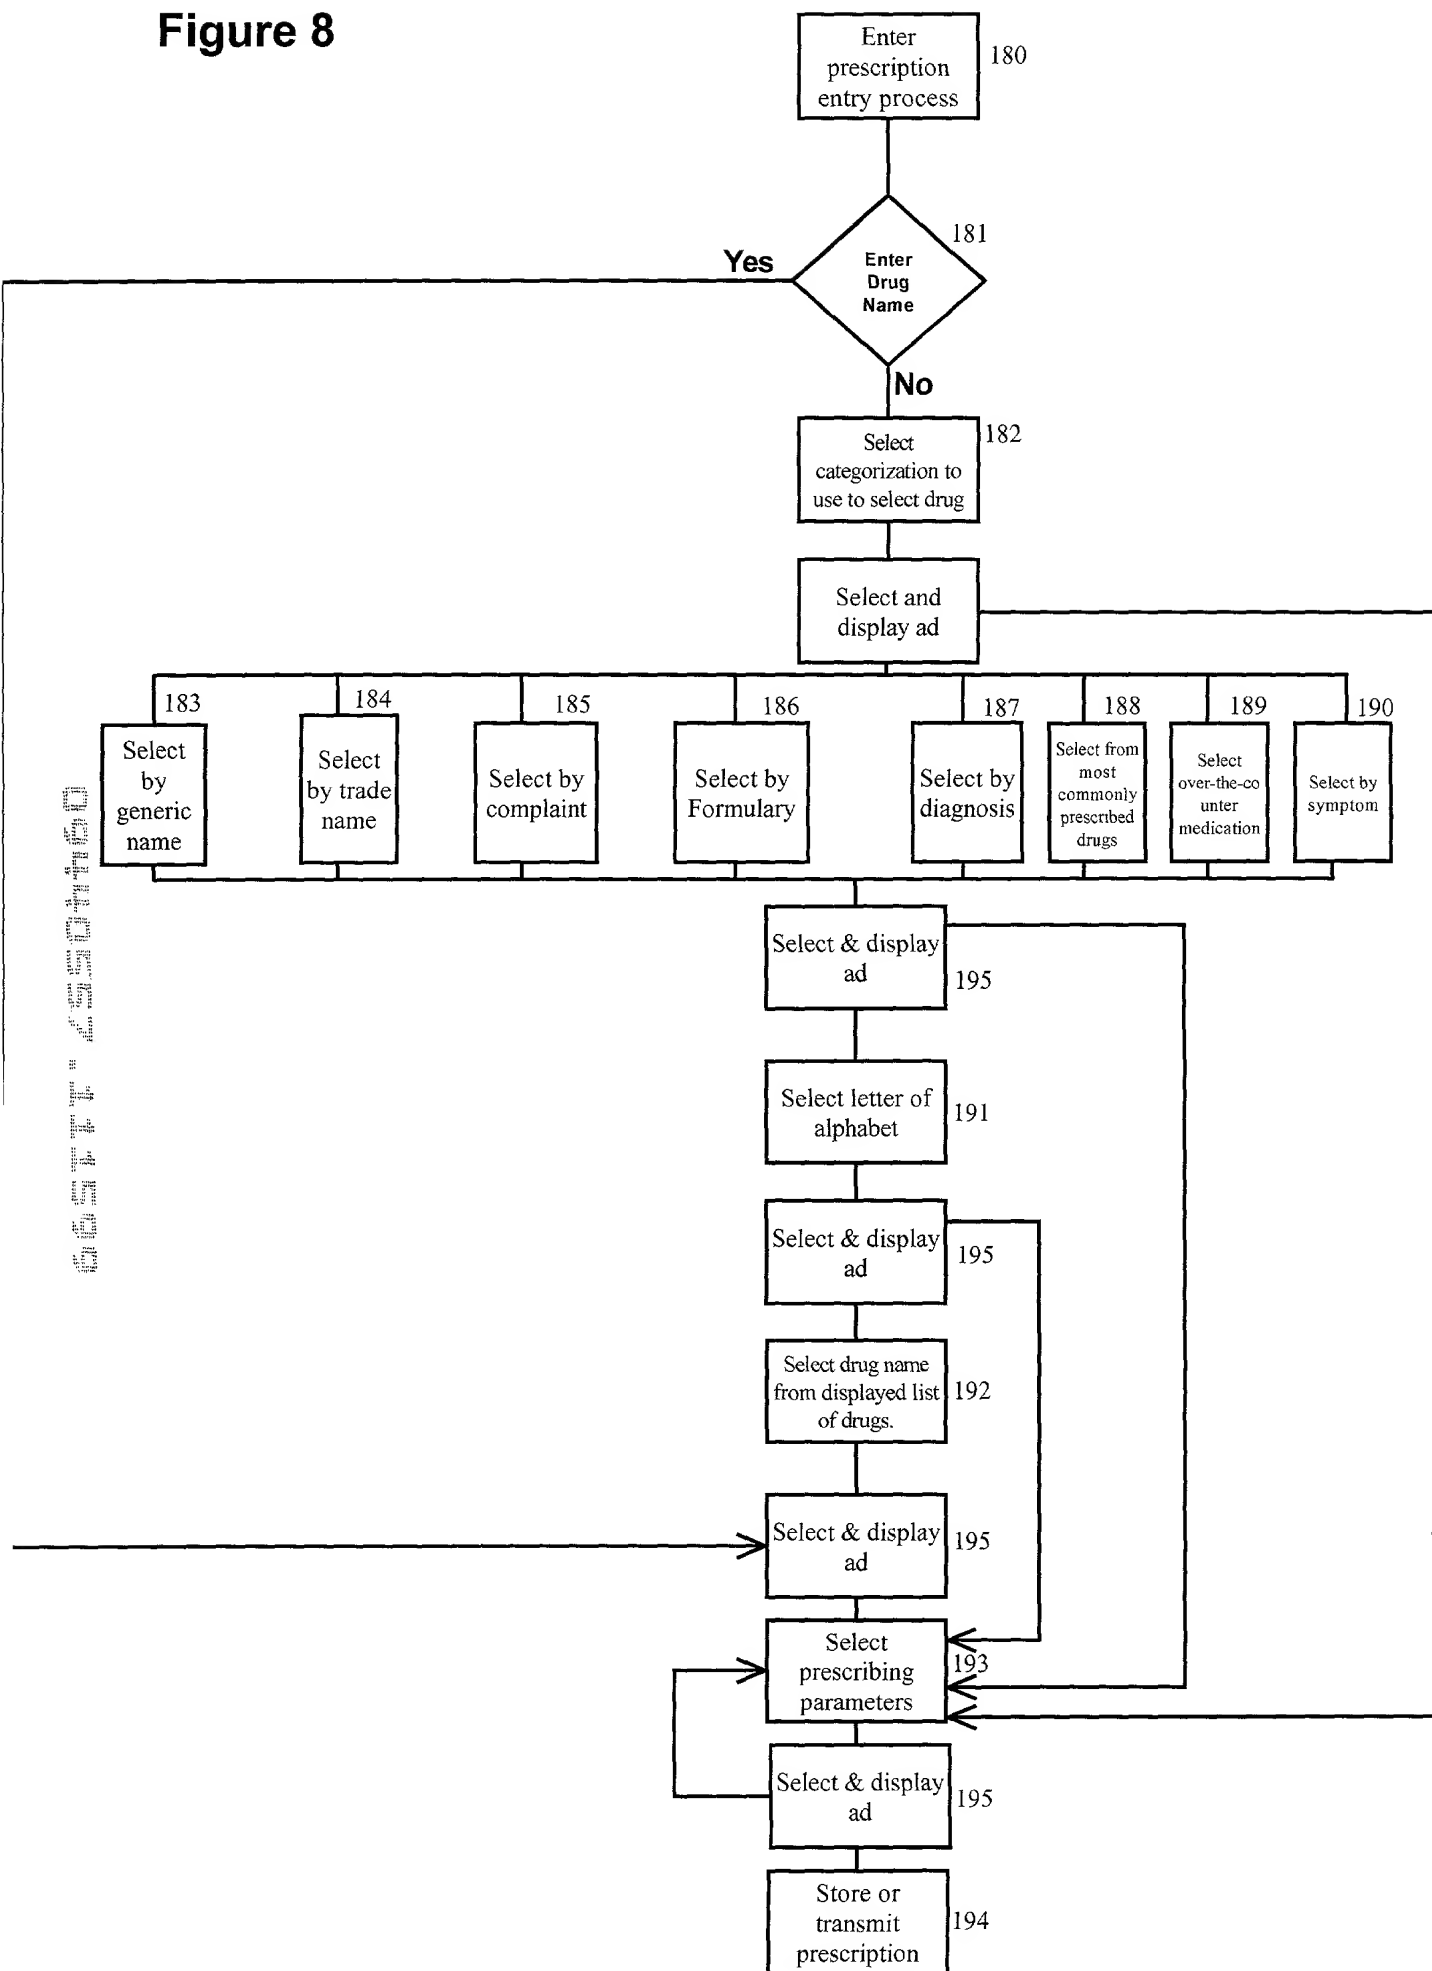 Figure 8
Enter
prescription
entry process
180
181
Yes
Enter
Drug
Name
No
Select
categorization to
use to select drug
182
Select and
display ad
183
184
185
186
187
188
189
190
Select
by
generic
name
Select
by trade
name
Select by
complaint
Select by
Formulary
Select by
diagnosis
Select from
most
commonly
prescribed
drugs
Select
over-the-co
unter
medication
Select by
symptom
Select & display
ad
195
Select letter of
alphabet
191
Select & display
ad
195
Select drug name
from displayed list
of drugs.
192
Select & display
ad
195
Select
prescribing
parameters
193
Select & display
ad
195
Store or
transmit
prescription
194